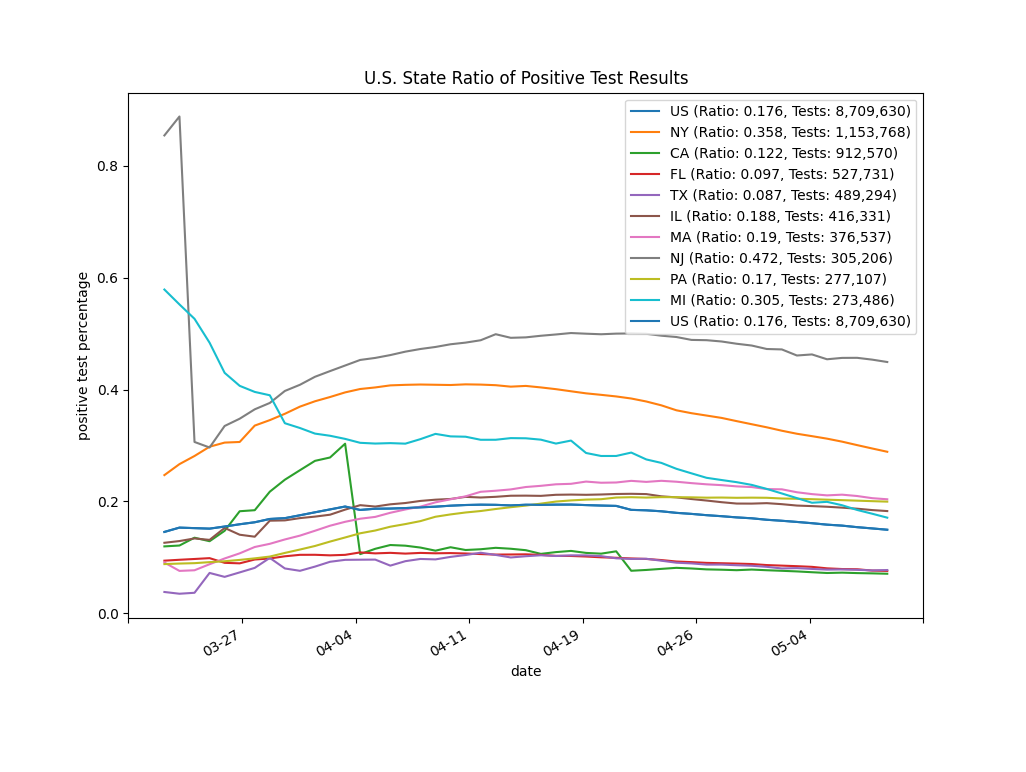 U.S. State Ratio of Positive Test Results
US (Ratio: 0.176, Tests: 8,709,630)
NY (Ratio: 0.358, Tests: 1,153,768)
CA (Ratio: 0.122, Tests: 912,570)
FL (Ratio: 0.097, Tests: 527,731)
TX (Ratio: 0.087, Tests: 489,294)
IL (Ratio: 0.188, Tests: 416,331)
MA (Ratio: 0.19, Tests: 376,537)
NJ (Ratio: 0.472, Tests: 305,206)
PA (Ratio: 0.17, Tests: 277,107)
MI (Ratio: 0.305, Tests: 273,486)
US (Ratio: 0.176, Tests: 8,709,630)
positive test percentage
0.8
0.6
0.4
0.2
0.0
03-27
04-04
04-11
04-19
04-26
05-04
date